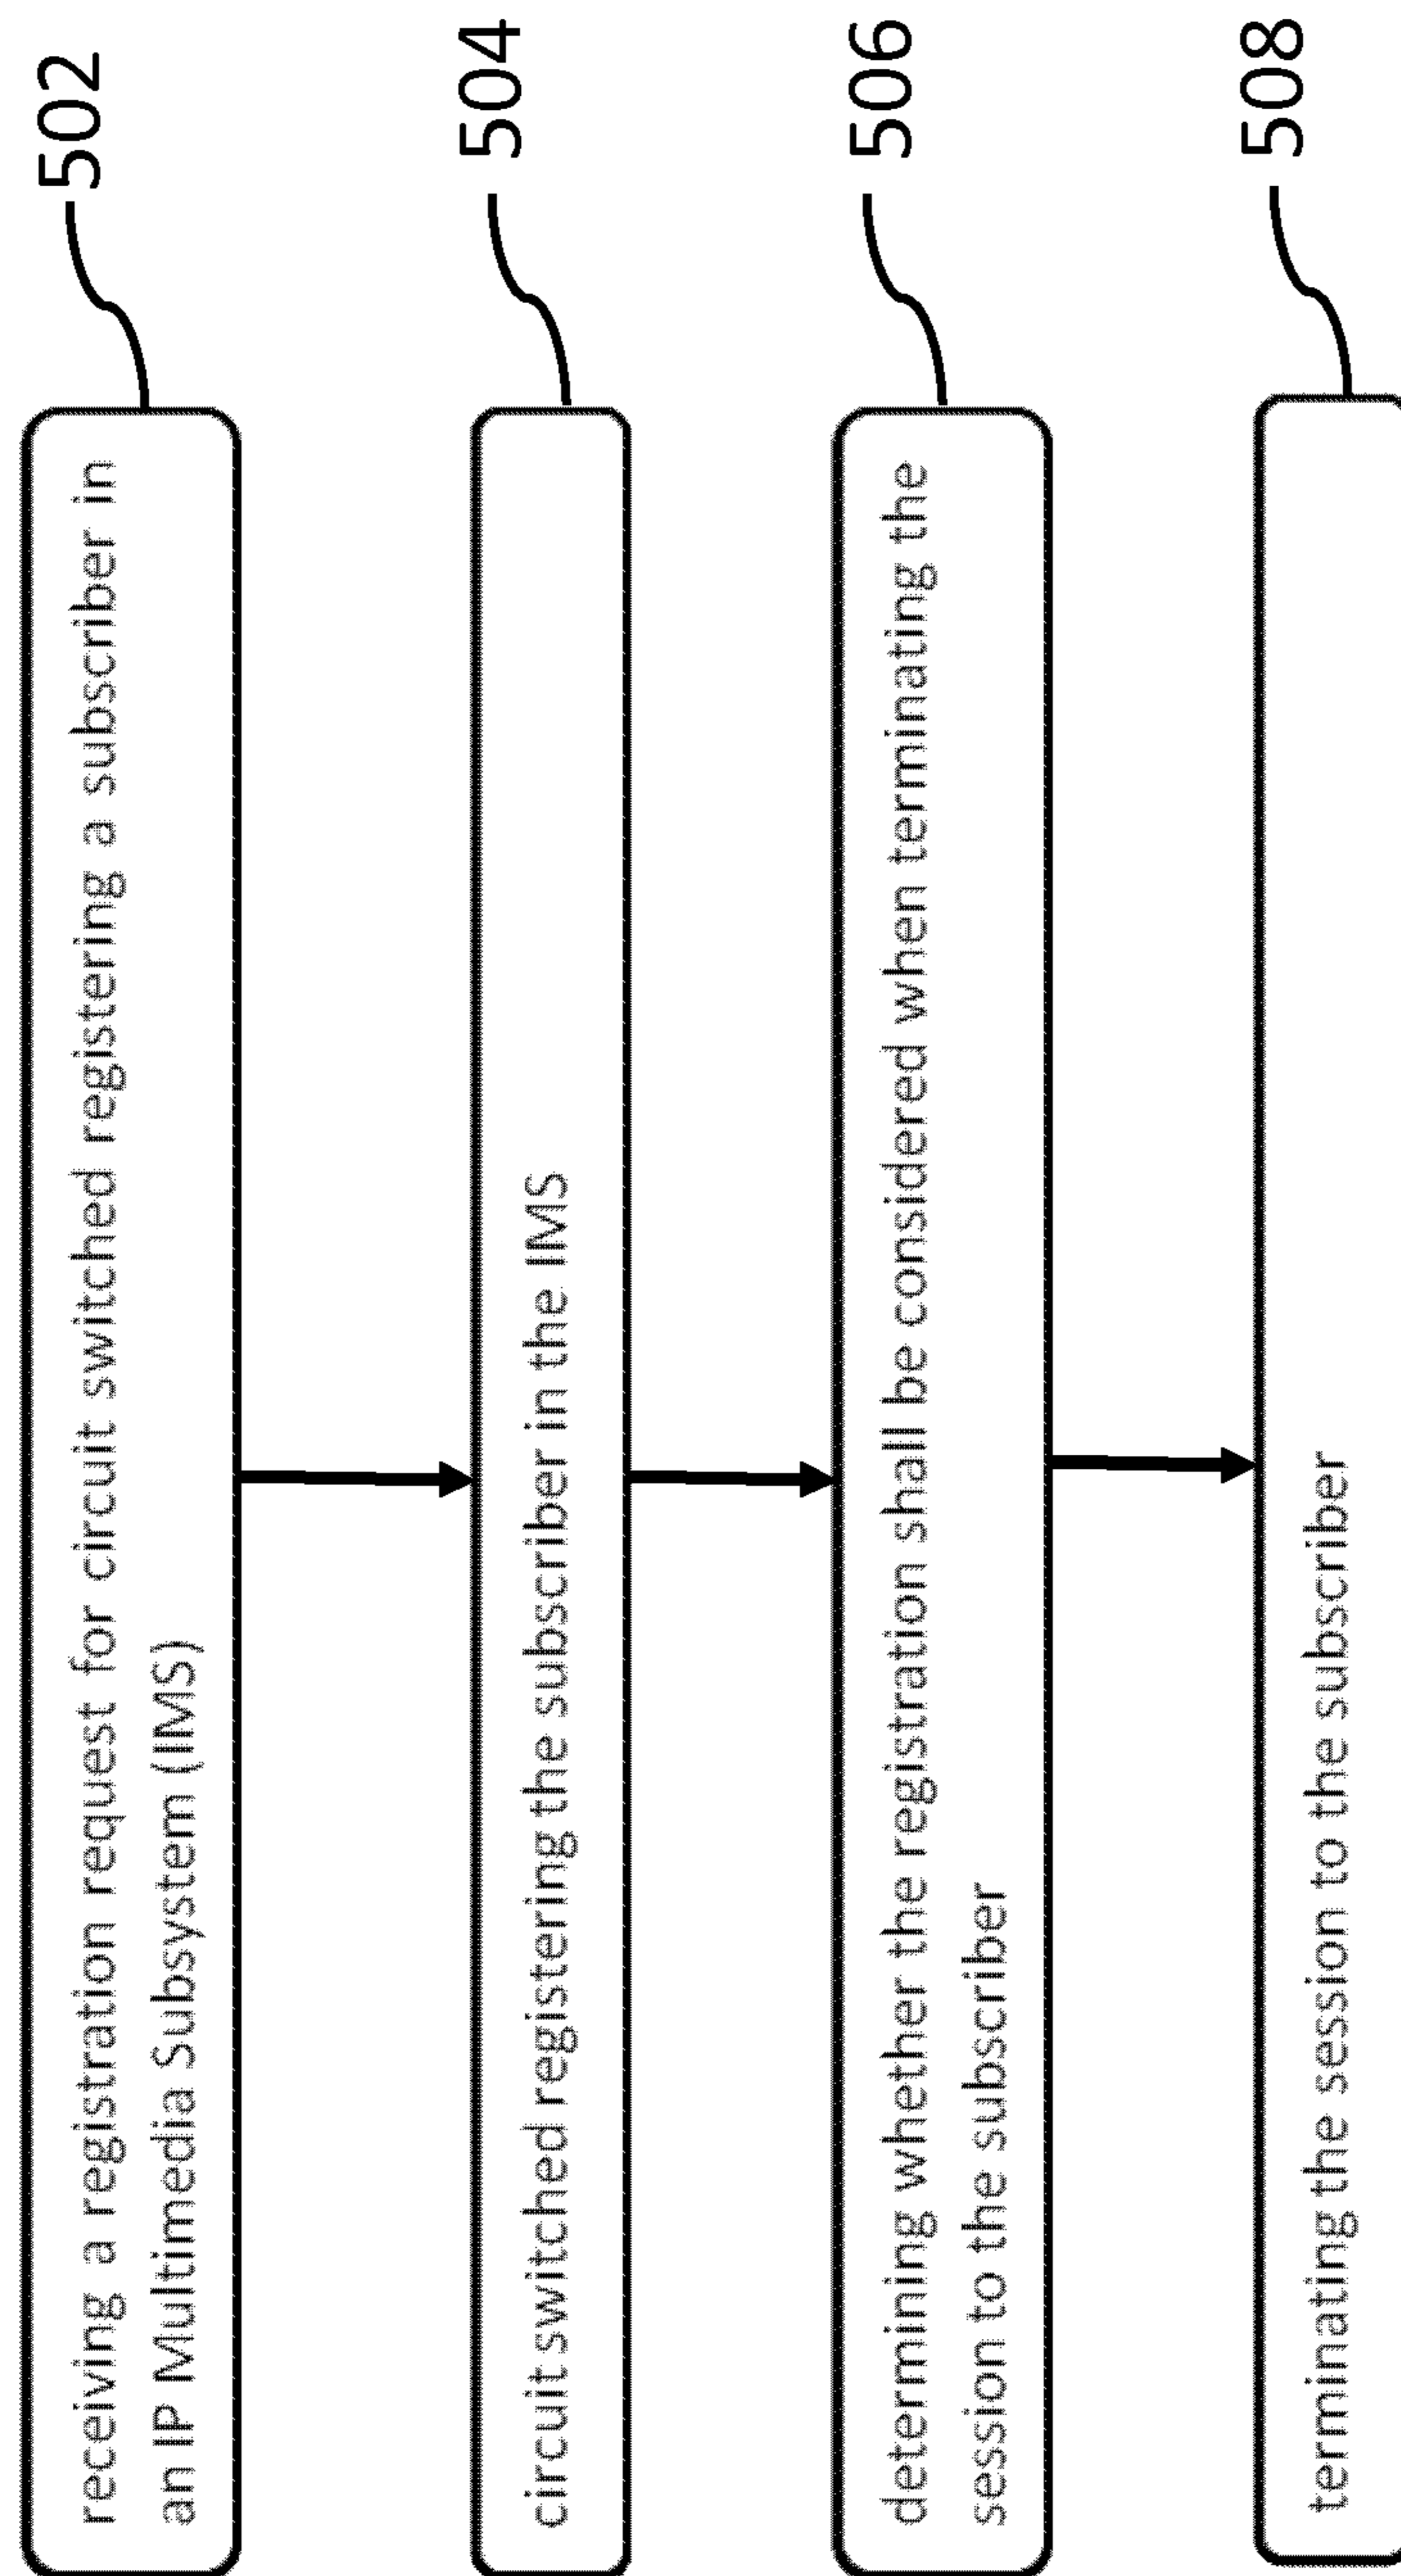 receiving a registration request for circuit switched registering a subscriber in
an IP Multimedia Subsystem (IMS)
502
circuit switched registering the subscriber in the IMS
504
determining whether the registration shall be considered when terminating the
session to the subscriber
506
terminating the session to the subscriber
508